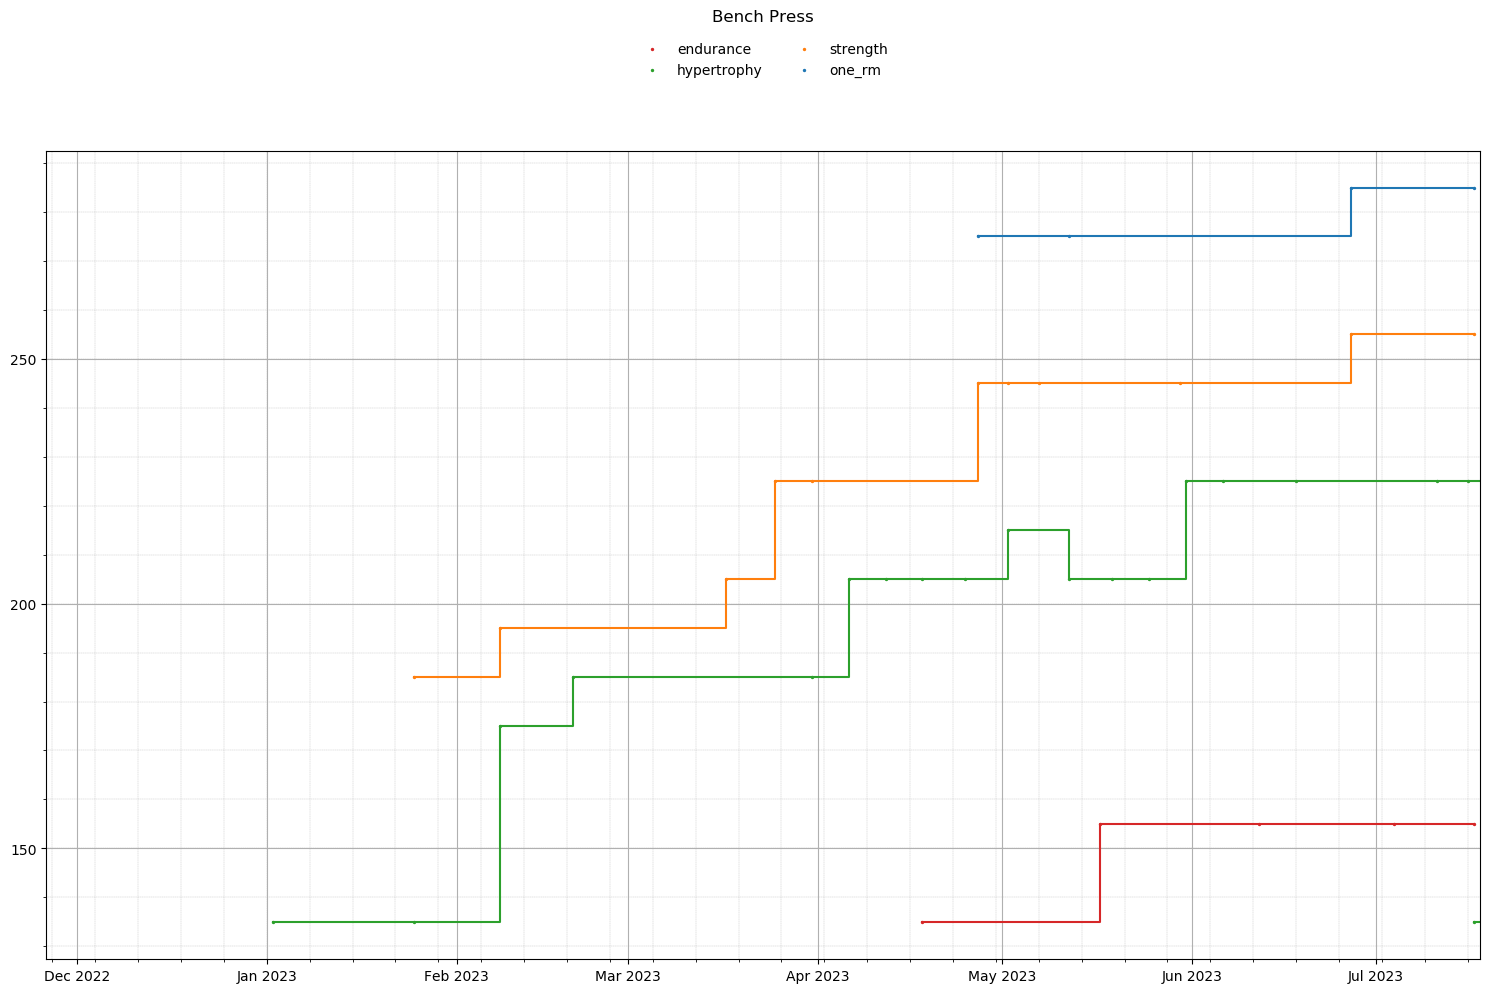 Bench Press
endurance strength
hypertrophy one_rm
250
200
150
Dec 2022 Jan 2023 Feb 2023 Mar 2023 Apr 2023 May 2023 Jun 2023 Jul 2023